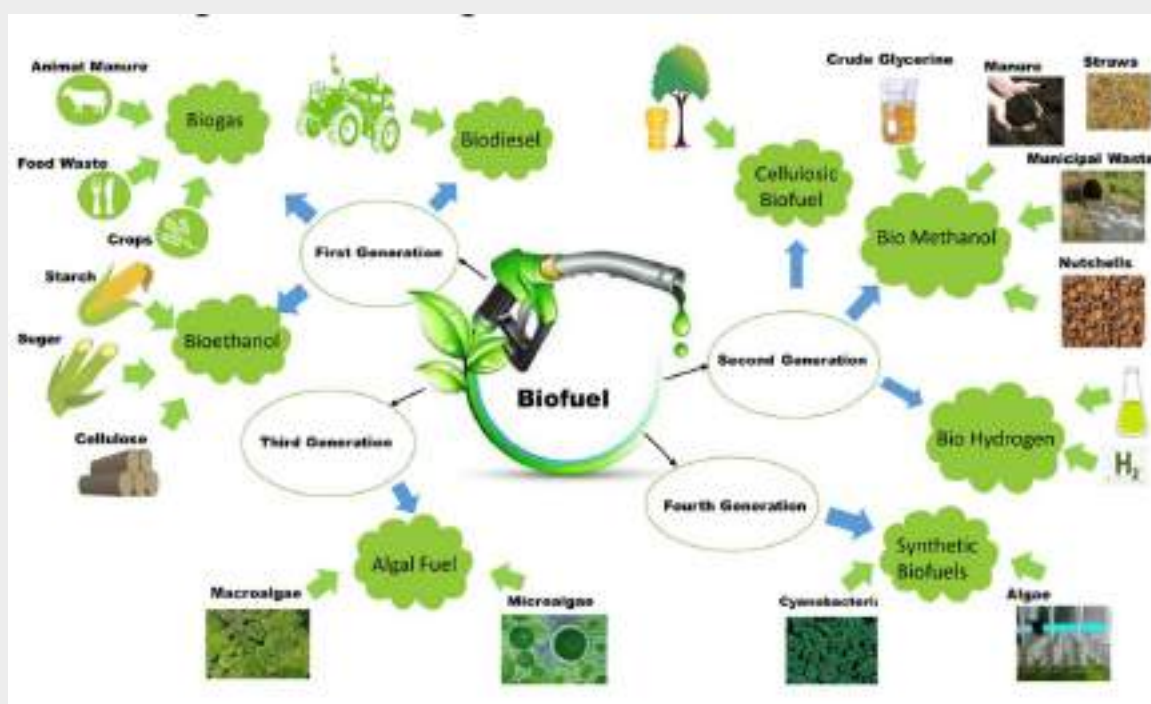 Animal Manure
Biogas
Food Waste
Crops
Biodiesel
First Generation
Starch
Suger
Bioethanol
Cellulose
Crude Glycerine
Manure
Straws
Cellulosic
Biofuel
Bio Methanol
Municipal Waste
Nutshells
Second Generation
Biofuel
Bio Hydrogen
H2
Third Generation
Fourth Generation
Algal Fuel
Macroalgae
Microalgae
Synthetic
Biofuels
Cyanobacteri
Algae